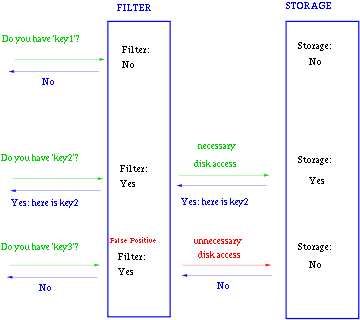 FILTER
STORAGE
Do you have 'key1'?
Filter:
No
Storage:
No
No
Do you have 'key2'?
Filter:
Yes
necessary
disk access
Storage:
Yes
Yes: here is key2
Yes: here is key2
Do you have 'key3'?
False Positive
Filter:
Yes
unnecessary
disk access
Storage:
No
No
No